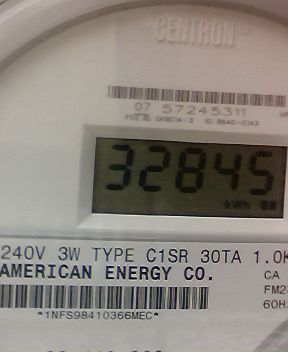 CENTRON®
07 57245311
32845
kWh
240V 3W TYPE C1SR 30TA 1.0K
AMERICAN ENERGY CO.
CA
FM2
60H
*1NFS98410366MEC*